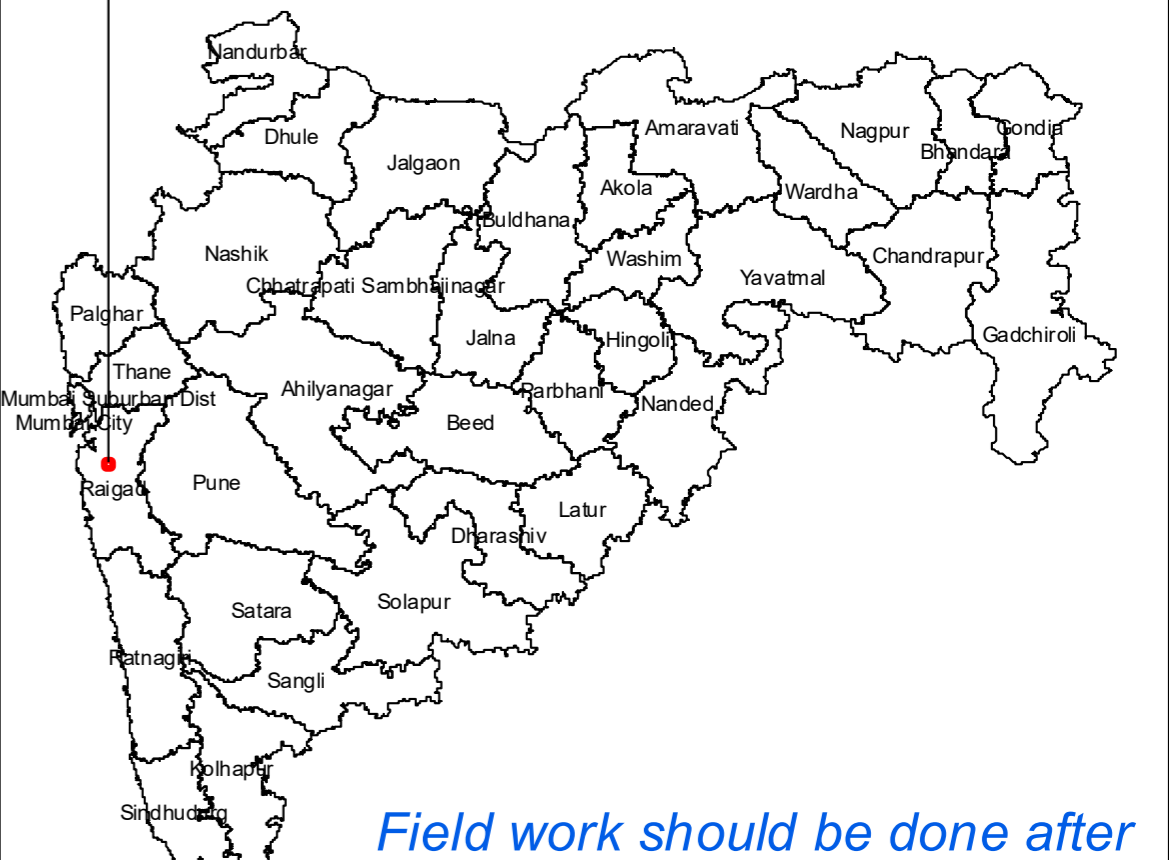 Nandurbar
Dhule
Jalgaon
Amaravati
Nagpur
Gondia
Bhandara
Akola
Wardha
Buldhana
Nashik
Washim
Chandrapur
Yavatmal
Chhatrapati Sambhajinagar
Palghar
Jalna
Hingoli
Gadchiroli
Thane
Ahilyanagar
Parbhani
Mumbai Suburban Dist
Nanded
Mumbai City
Beed
Raigad
Pune
Latur
Dharashiv
Solapur
Satara
Ratnagiri
Sangli
Kolhapur
Sindhudurg
Field work should be done after